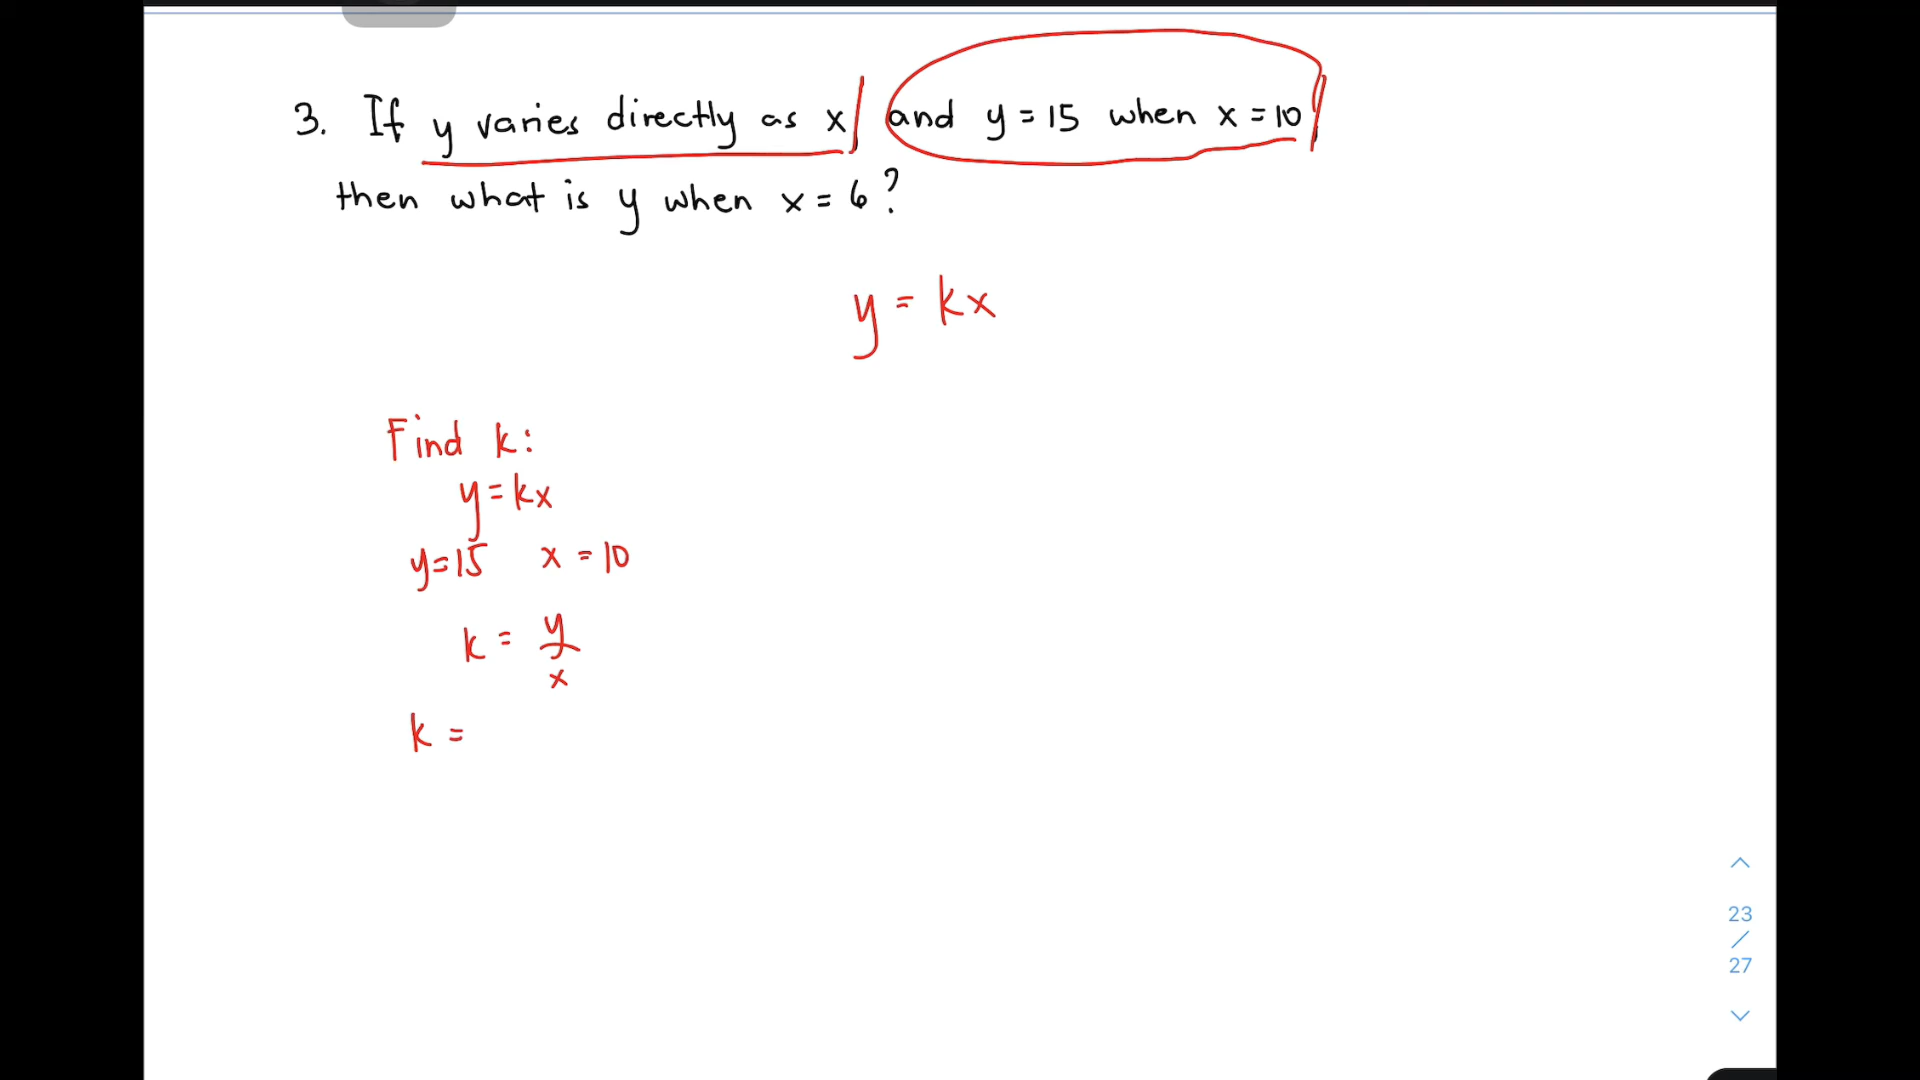 3. If y varies directly as x and y = 15 when x = 10
then what is y when x = 6?
y = kx
Find k:
y = kx
y = 15 x = 10
k = y/x
k =
23
/
27